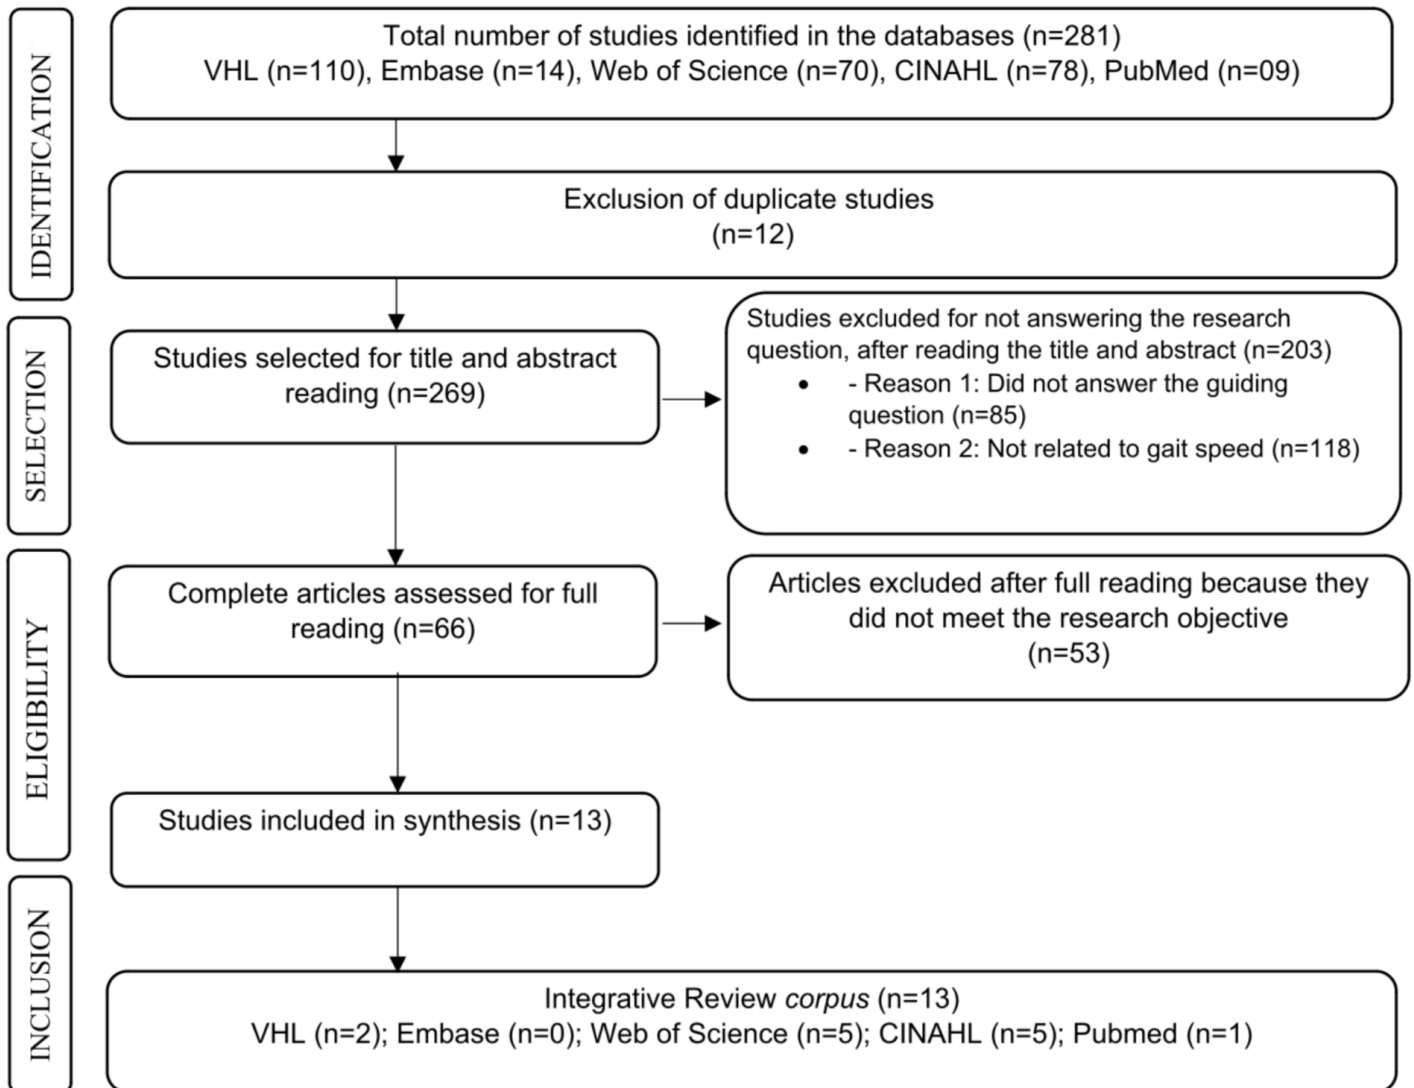 IDENTIFICATION
Total number of studies identified in the databases (n=281)
VHL (n=110), Embase (n=14), Web of Science (n=70), CINAHL (n=78), PubMed (n=09)
Exclusion of duplicate studies
(n=12)
SELECTION
Studies selected for title and abstract
reading (n=269)
Studies excluded for not answering the research
question, after reading the title and abstract (n=203)
• - Reason 1: Did not answer the guiding
question (n=85)
• - Reason 2: Not related to gait speed (n=118)
ELIGIBILITY
Complete articles assessed for full
reading (n=66)
Articles excluded after full reading because they
did not meet the research objective
(n=53)
Studies included in synthesis (n=13)
INCLUSION
Integrative Review corpus (n=13)
VHL (n=2); Embase (n=0); Web of Science (n=5); CINAHL (n=5); Pubmed (n=1)